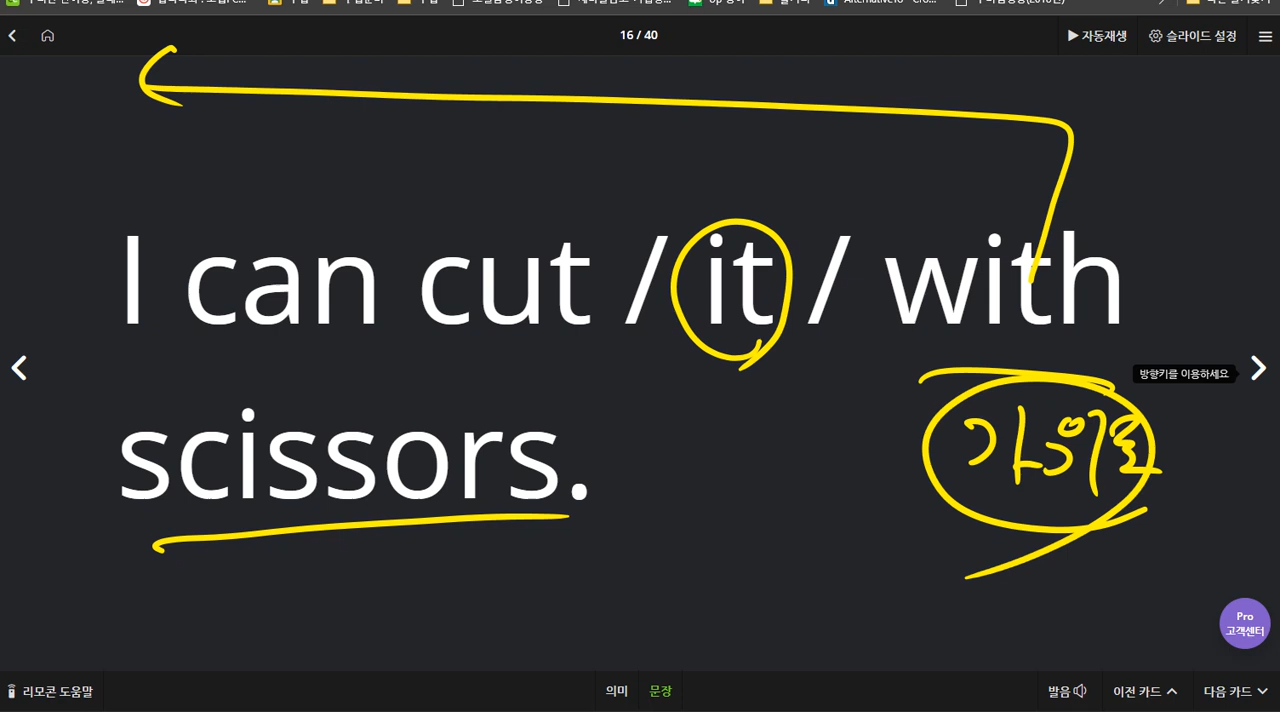 16 / 40
▶ 자동재생
슬라이드 설정
I can cut / it / with
방향키를 이용하세요
scissors.
가위로
Pro
고객센터
리모콘 도움말
의미
문장
발음
이전 카드
다음 카드